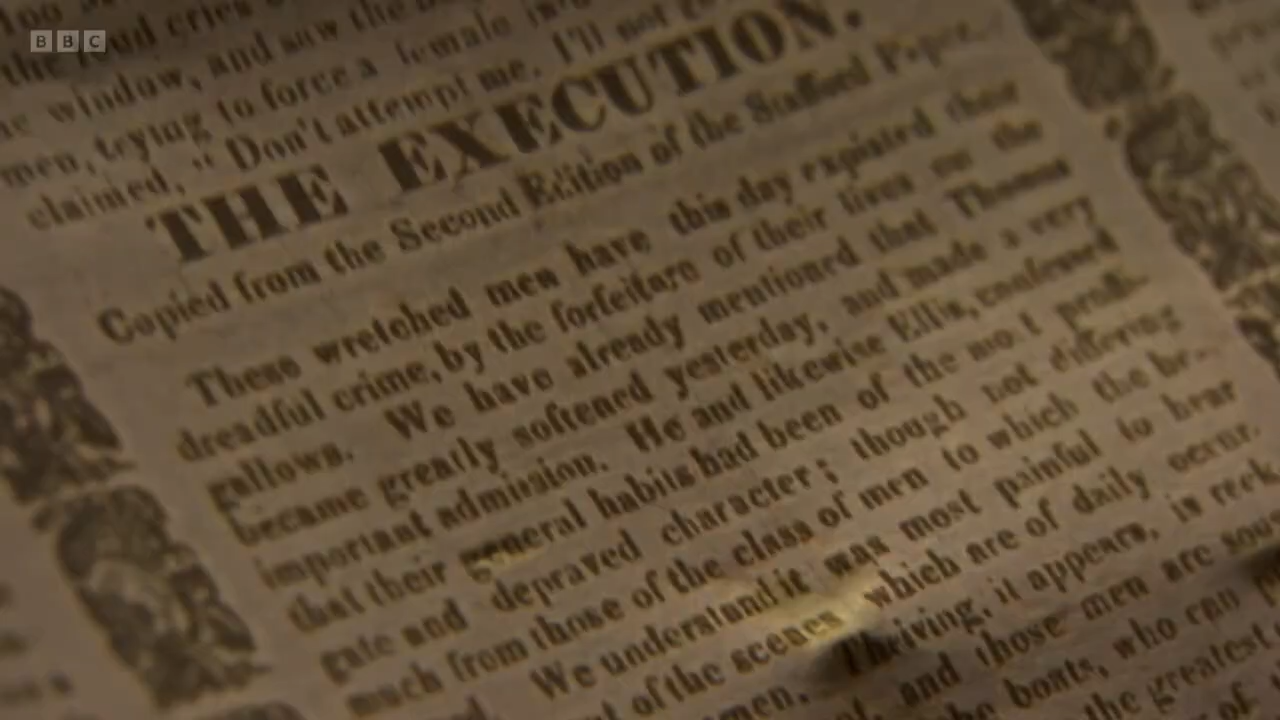 BBC
the loud cries
window, and saw the
men, trying to force a female
claimed, "Don't attempt me. I'll not
THE EXECUTION.
Copied from the Second Edition of the Stafford Paper.
These wretched men have this day expiated their
dreadful crime, by the forfeiture of their lives on the
gallows. We have already mentioned that Thomas
became greatly softened yesterday, and made a very
important admission. He and likewise Ellis, confessed
that their general habits had been of the mo t profli-
gate and depraved character; though not differing
much from those of the class of men to which the be-
We understand it was most painful to hear
of the scenes which are of daily occur.
men. Thriving, it appears, is reck
and those men are
boats, who can
the greatest
of